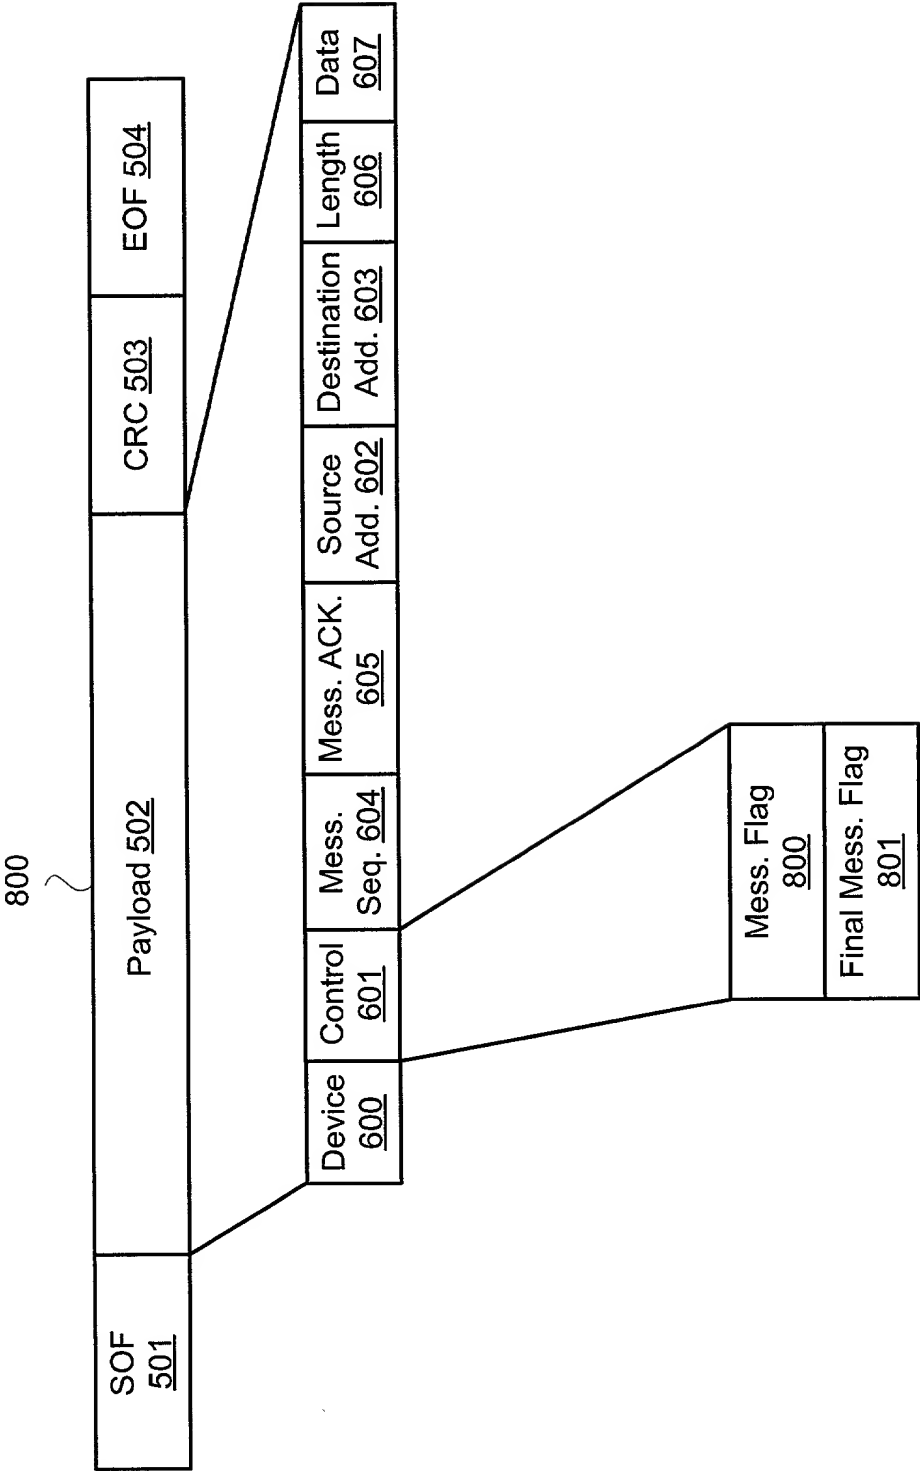 800
SOF
501
Payload 502
CRC 503
EOF 504
Device
600
Control
601
Mess.
Seq. 604
Mess. ACK.
605
Source
Add. 602
Destination
Add. 603
Length
606
Data
607
Mess. Flag
800
Final Mess. Flag
801